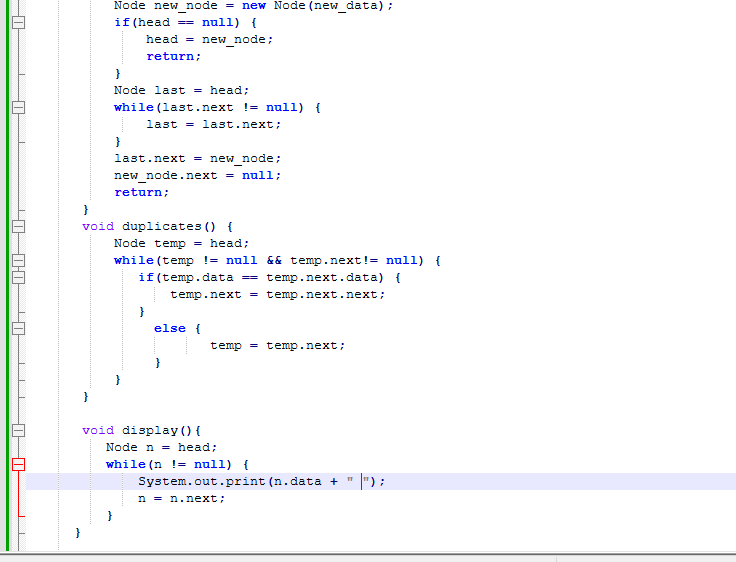 Node new_node = new Node(new_data);
if(head == null) {
head = new_node;
return;
}
Node last = head;
while(last.next != null) {
last = last.next;
}
last.next = new_node;
new_node.next = null;
return;
}
void duplicates() {
Node temp = head;
while(temp != null && temp.next!= null) {
if(temp.data == temp.next.data) {
temp.next = temp.next.next;
}
else {
temp = temp.next;
}
}
}
void display(){
Node n = head;
while(n != null) {
System.out.print(n.data + " ");
n = n.next;
}
}